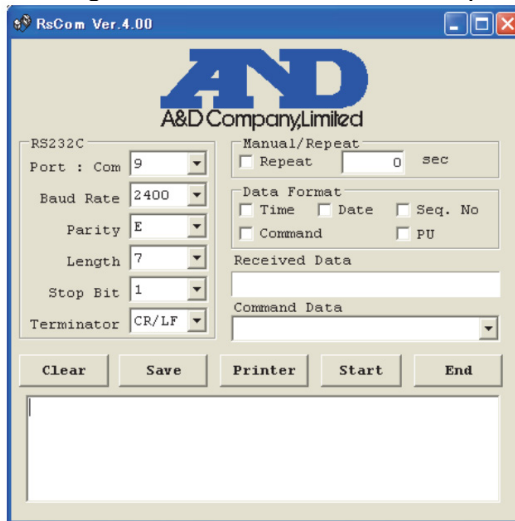 RsCom Ver.4.00
AND
A&D Company,Limited
RS232C
Port : Com 9
Baud Rate 2400
Parity E
Length 7
Stop Bit 1
Terminator CR/LF
Manual/Repeat
Repeat 0 sec
Data Format
Time Date Seq. No
Command PU
Received Data
Command Data
Clear Save Printer Start End